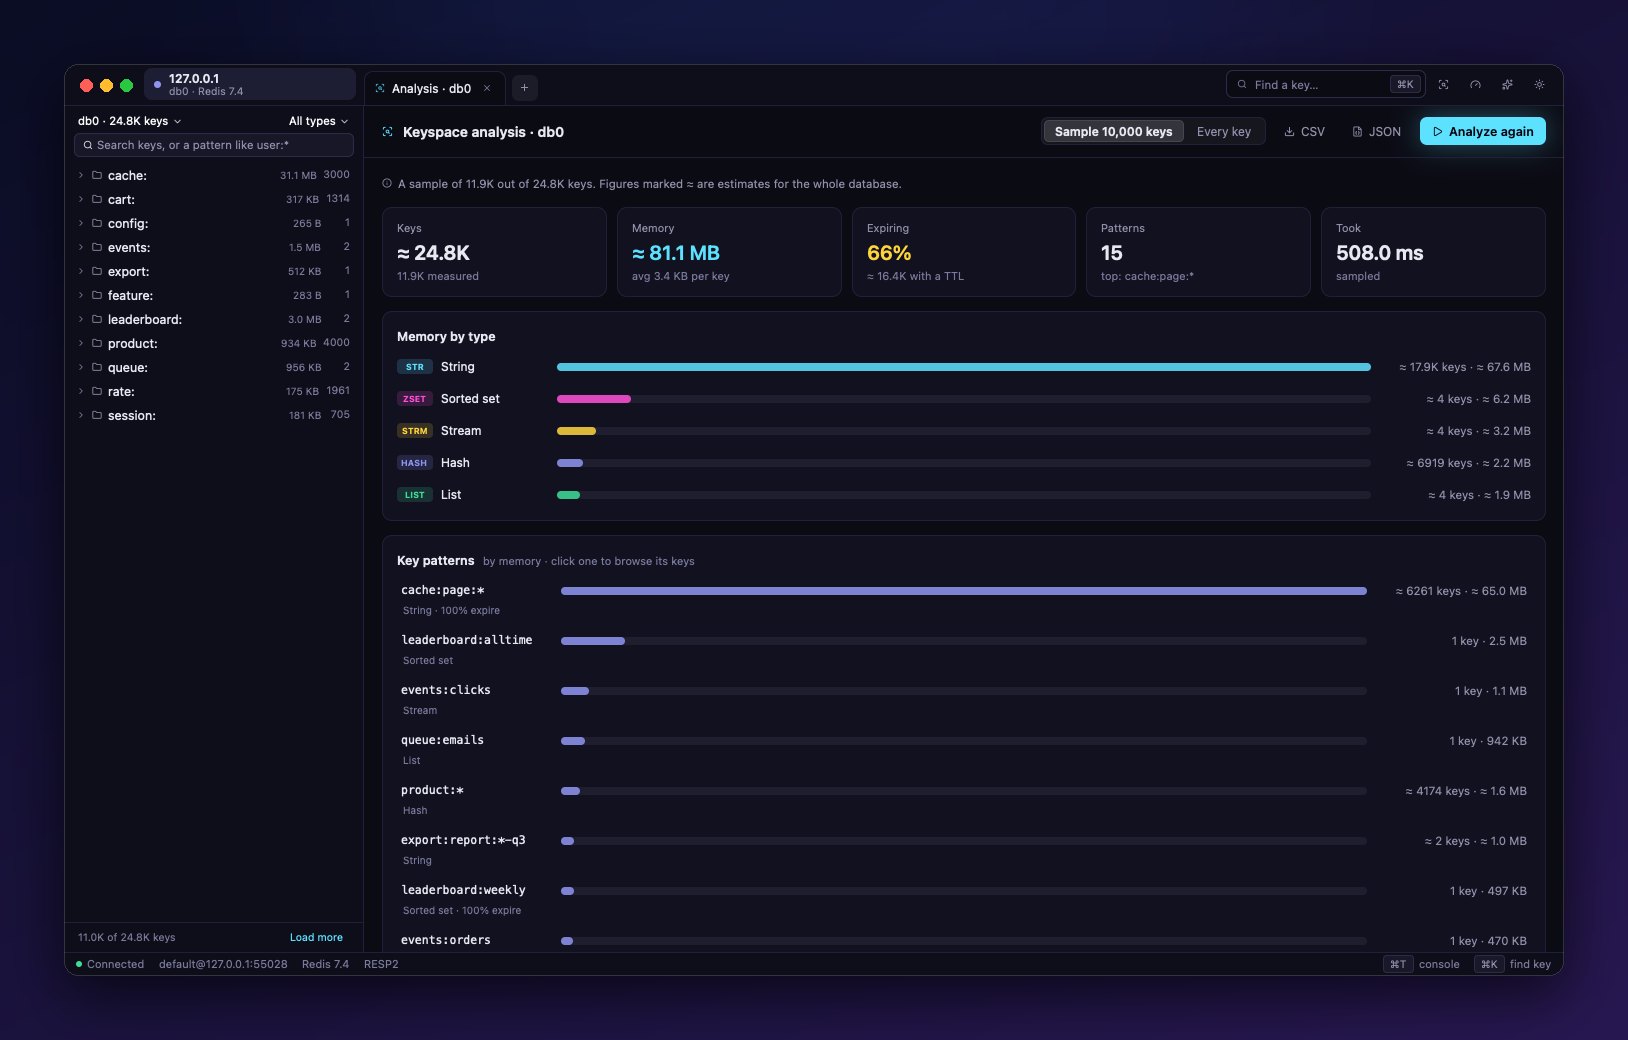 127.0.0.1
db0 · Redis 7.4
Analysis · db0
Find a key...
⌘K
db0 · 24.8K keys
All types
Search keys, or a pattern like user:*
cache: 31.1 MB 3000
cart: 317 KB 1314
config: 265 B 1
events: 1.5 MB 2
export: 512 KB 1
feature: 283 B 1
leaderboard: 3.0 MB 2
product: 934 KB 4000
queue: 956 KB 2
rate: 175 KB 1961
session: 181 KB 705
11.0K of 24.8K keys
Load more
Keyspace analysis · db0
Sample 10,000 keys
Every key
CSV
JSON
Analyze again
A sample of 11.9K out of 24.8K keys. Figures marked ≈ are estimates for the whole database.
Keys
≈ 24.8K
11.9K measured
Memory
≈ 81.1 MB
avg 3.4 KB per key
Expiring
66%
≈ 16.4K with a TTL
Patterns
15
top: cache:page:*
Took
508.0 ms
sampled
Memory by type
STR String ≈ 17.9K keys · ≈ 67.6 MB
ZSET Sorted set ≈ 4 keys · ≈ 6.2 MB
STRM Stream ≈ 4 keys · ≈ 3.2 MB
HASH Hash ≈ 6919 keys · ≈ 2.2 MB
LIST List ≈ 4 keys · ≈ 1.9 MB
Key patterns by memory · click one to browse its keys
cache:page:* ≈ 6261 keys · ≈ 65.0 MB
String · 100% expire
leaderboard:alltime 1 key · 2.5 MB
Sorted set
events:clicks 1 key · 1.1 MB
Stream
queue:emails 1 key · 942 KB
List
product:* ≈ 4174 keys · ≈ 1.6 MB
Hash
export:report:*-q3 ≈ 2 keys · ≈ 1.0 MB
String
leaderboard:weekly 1 key · 497 KB
Sorted set · 100% expire
events:orders 1 key · 470 KB
Connected
default@127.0.0.1:55028
Redis 7.4
RESP2
⌘T console
⌘K find key